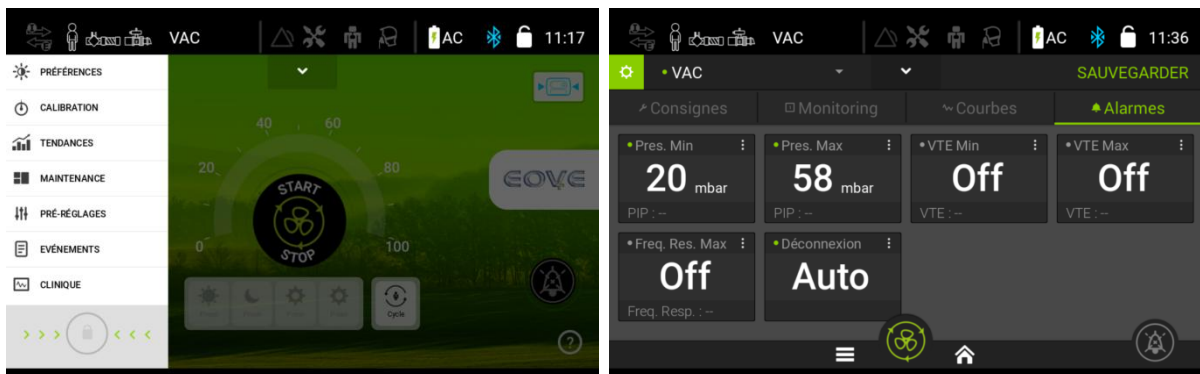 VAC
AC
11:17
PRÉFÉRENCES
CALIBRATION
TENDANCES
MAINTENANCE
PRÉ-RÉGLAGES
EVÉNEMENTS
CLINIQUE
> > > < < <
0
20
40
60
80
100
START
STOP
EOVE
Cycle
?
VAC
AC
11:36
• VAC
SAUVEGARDER
Consignes
Monitoring
Courbes
Alarmes
• Pres. Min
20 mbar
PIP : --
• Pres. Max
58 mbar
PIP : --
• VTE Min
Off
VTE : --
• VTE Max
Off
VTE : --
• Freq. Res. Max
Off
Freq. Resp. : --
• Déconnexion
Auto